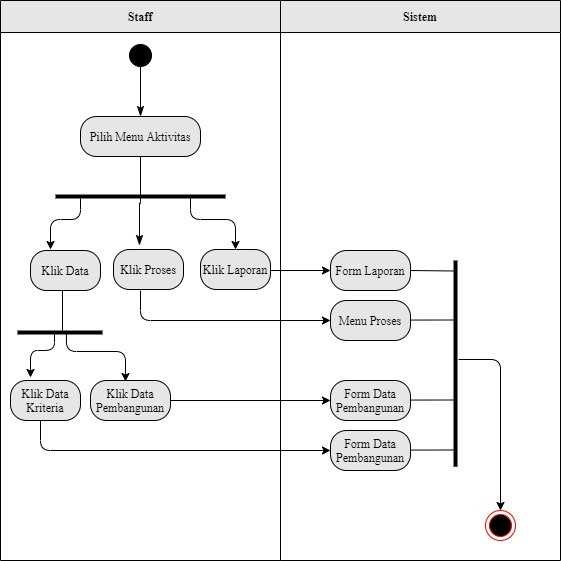 Staff
Sistem
Pilih Menu Aktivitas
Klik Data
Klik Proses
Klik Laporan
Form Laporan
Menu Proses
Klik Data
Kriteria
Klik Data
Pembangunan
Form Data
Pembangunan
Form Data
Pembangunan